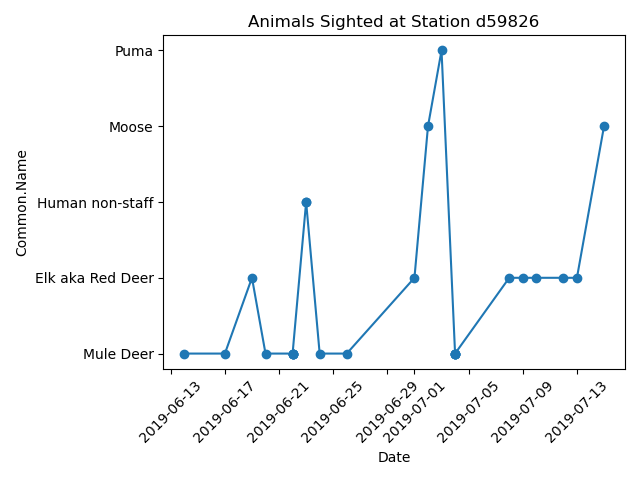 Animals Sighted at Station d59826
Common.Name
Puma
Moose
Human non-staff
Elk aka Red Deer
Mule Deer
2019-06-13
2019-06-17
2019-06-21
2019-06-25
2019-06-29
2019-07-01
2019-07-05
2019-07-09
2019-07-13
Date